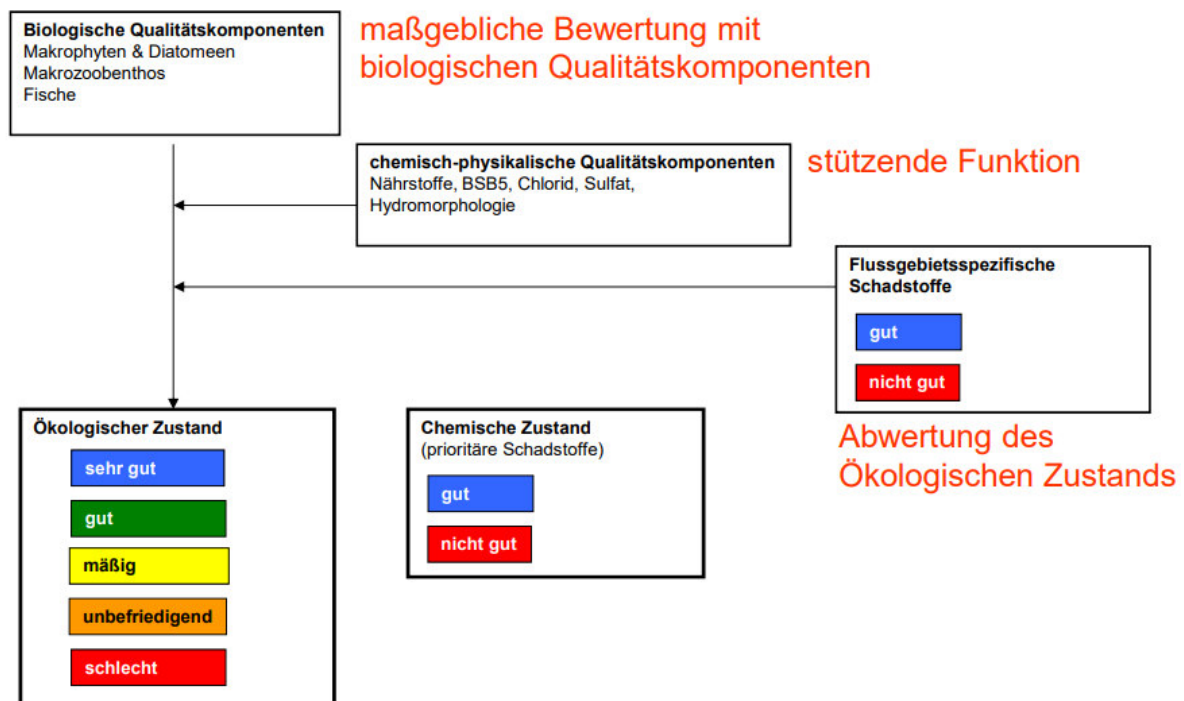 Biologische Qualitätskomponenten
Makrophyten & Diatomeen
Makrozoobenthos
Fische
maßgebliche Bewertung mit
biologischen Qualitätskomponenten
chemisch-physikalische Qualitätskomponenten
Nährstoffe, BSB5, Chlorid, Sulfat,
Hydromorphologie
stützende Funktion
Flussgebietsspezifische
Schadstoffe
gut
nicht gut
Abwertung des
Ökologischen Zustands
Ökologischer Zustand
sehr gut
gut
mäßig
unbefriedigend
schlecht
Chemische Zustand
(prioritäre Schadstoffe)
gut
nicht gut